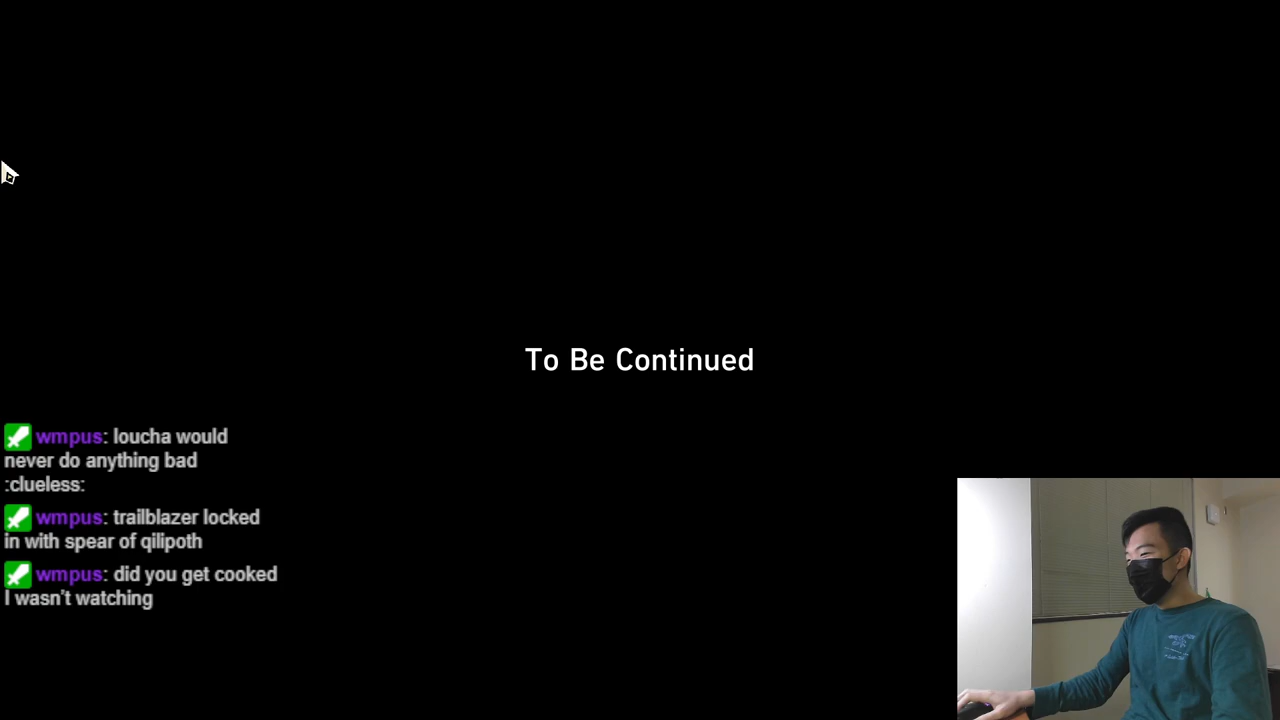 To Be Continued
wmpus: loucha would
never do anything bad
:clueless:
wmpus: trailblazer locked
in with spear of qilipoth
wmpus: did you get cooked
I wasn't watching